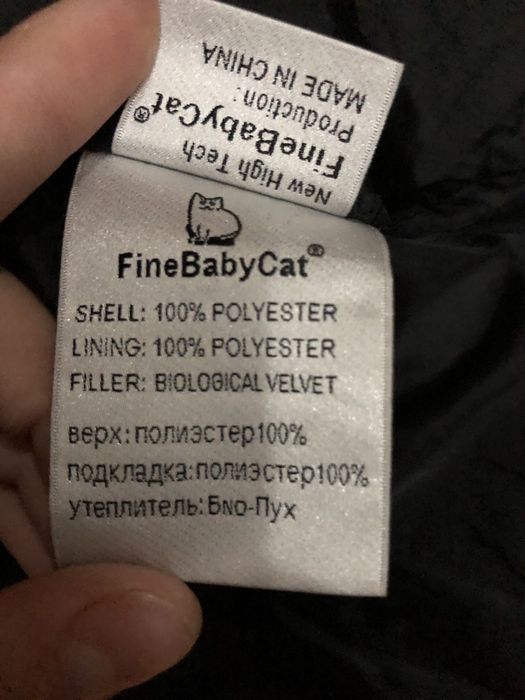 New High Tech
FineBabyCat®
Production:
MADE IN CHINA
FineBabyCat®
SHELL: 100% POLYESTER
LINING: 100% POLYESTER
FILLER: BIOLOGICAL VELVET
верх:полиэстер100%
подкладка:полиэстер100%
утеплитель:Био-Пух